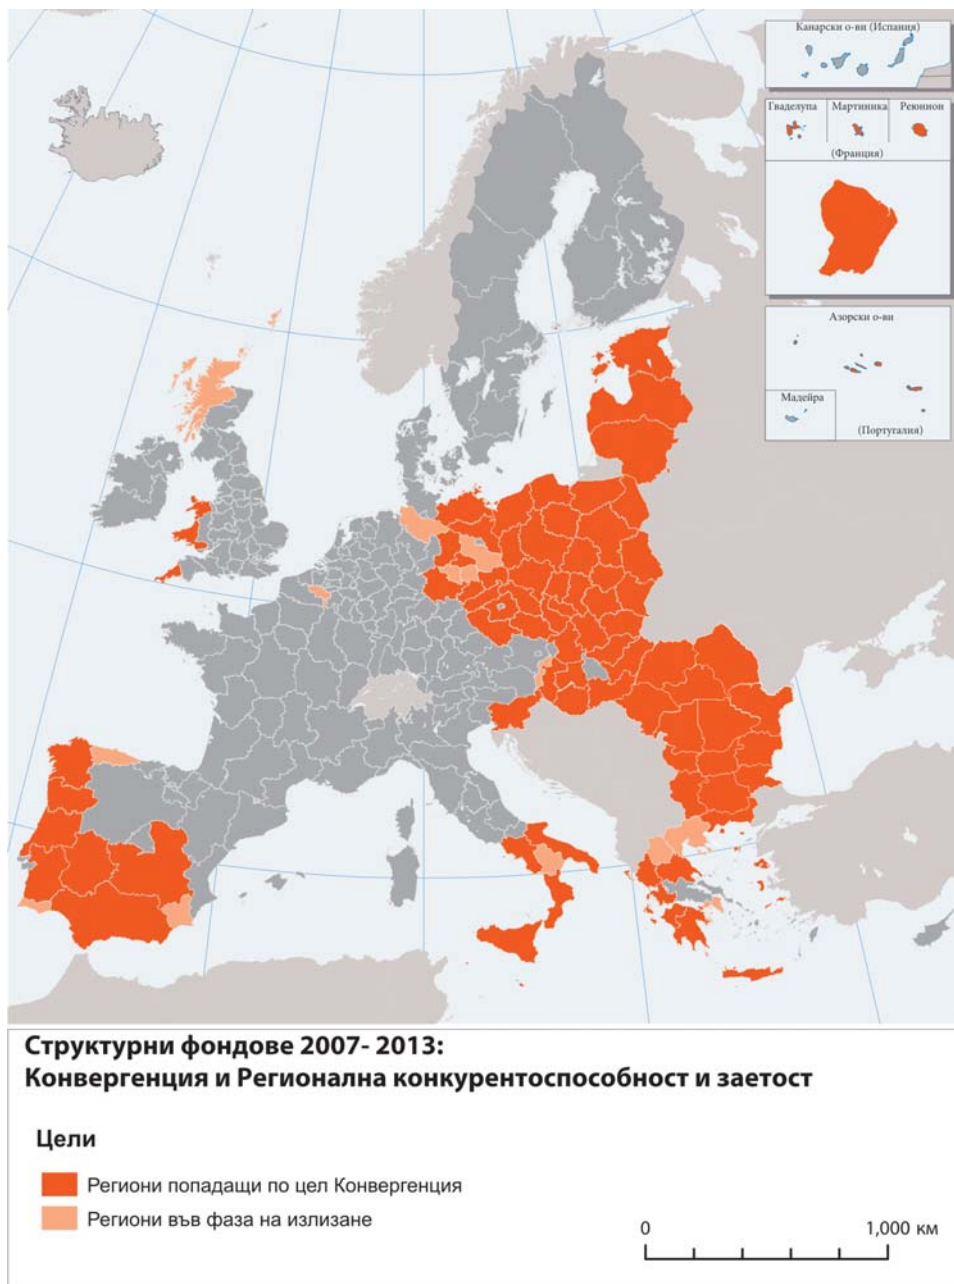 Канарски о-ви (Испания)
Гваделупа
Мартиника
Реюнион
(Франция)
Азорски о-ви
Мадейра
(Португалия)
Структурни фондове 2007- 2013:
Конвергенция и Регионална конкурентоспособност и заетост
Цели
Региони попадащи по цел Конвергенция
Региони във фаза на излизане
0
1,000 км